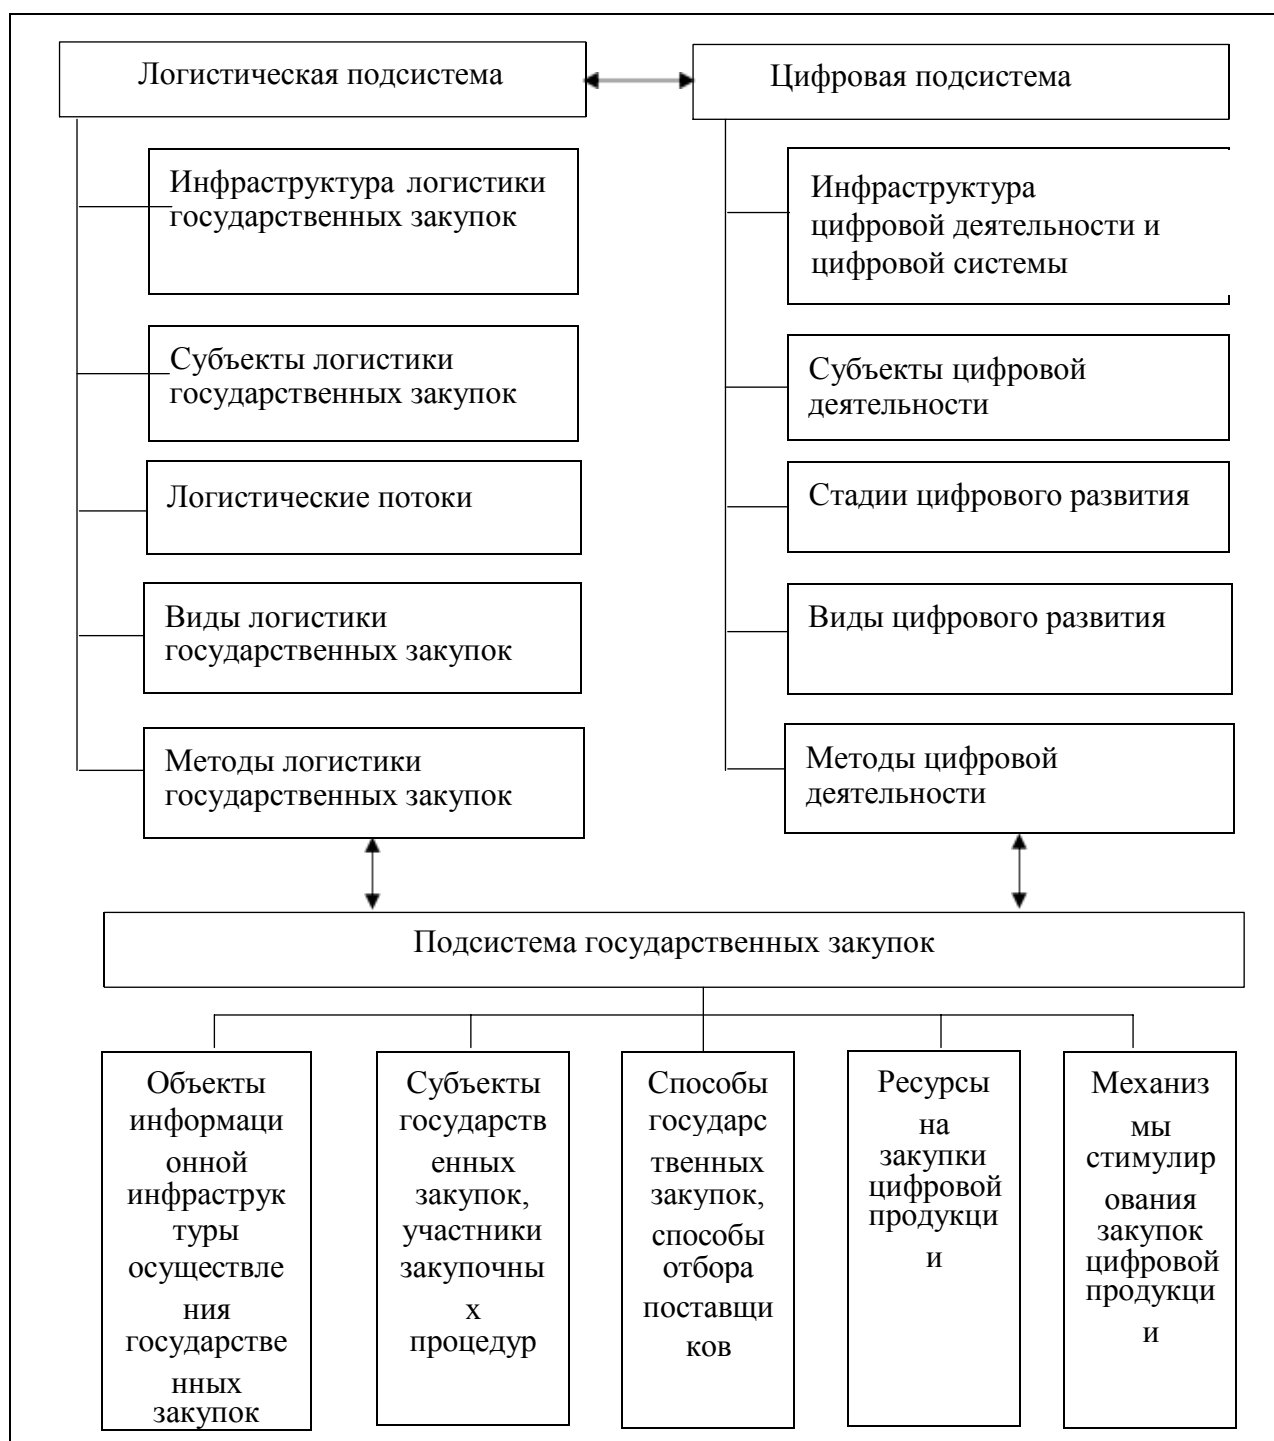 Логистическая подсистема
Цифровая подсистема
Инфраструктура логистики
государственных закупок
Субъекты логистики
государственных закупок
Логистические потоки
Виды логистики
государственных закупок
Методы логистики
государственных закупок
Инфраструктура
цифровой деятельности и
цифровой системы
Субъекты цифровой
деятельности
Стадии цифрового развития
Виды цифрового развития
Методы цифровой
деятельности
Подсистема государственных закупок
Объекты
информаци
онной
инфраструк
туры
осуществле
ния
государстве
нных
закупок
Субъекты
государств
енных
закупок,
участники
закупочны
х
процедур
Способы
государс
твенных
закупок,
способы
отбора
поставщи
ков
Ресурсы
на
закупки
цифровой
продукци
и
Механиз
мы
стимулир
ования
закупок
цифровой
продукци
и